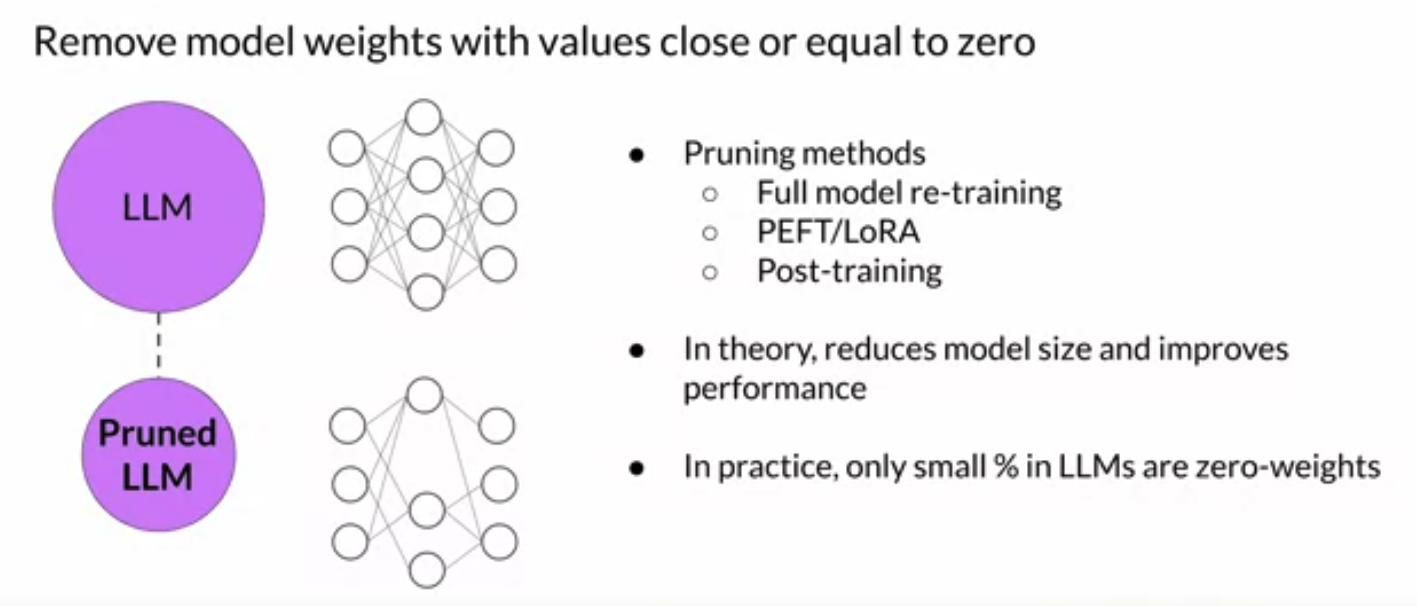 Remove model weights with values close or equal to zero
LLM
Pruned
LLM
● Pruning methods
○ Full model re-training
○ PEFT/LoRA
○ Post-training
● In theory, reduces model size and improves
performance
● In practice, only small % in LLMs are zero-weights